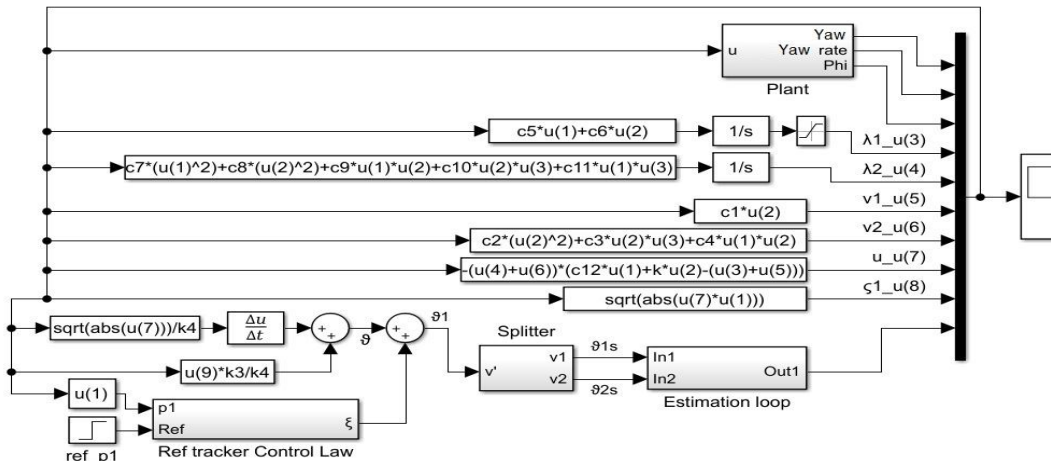 Yaw
u
Yaw rate
Phi
Plant
c5*u(1)+c6*u(2)
1/s
λ1_u(3)
c7*(u(1)^2)+c8*(u(2)^2)+c9*u(1)*u(2)+c10*u(2)*u(3)+c11*u(1)*u(3)
1/s
λ2_u(4)
c1*u(2)
v1_u(5)
c2*(u(2)^2)+c3*u(2)*u(3)+c4*u(1)*u(2)
v2_u(6)
-(u(4)+u(6))*(c12*u(1)+k*u(2)-(u(3)+u(5)))
u_u(7)
sqrt(abs(u(7)*u(1)))
ς1_u(8)
sqrt(abs(u(7)))/k4
Δu
Δt
+
+
ϑ
+
+
ϑ1
u(9)*k3/k4
Splitter
v'
v1
v2
ϑ1s
ϑ2s
In1
In2
Out1
Estimation loop
u(1)
p1
Ref
ξ
ref_p1
Ref tracker Control Law